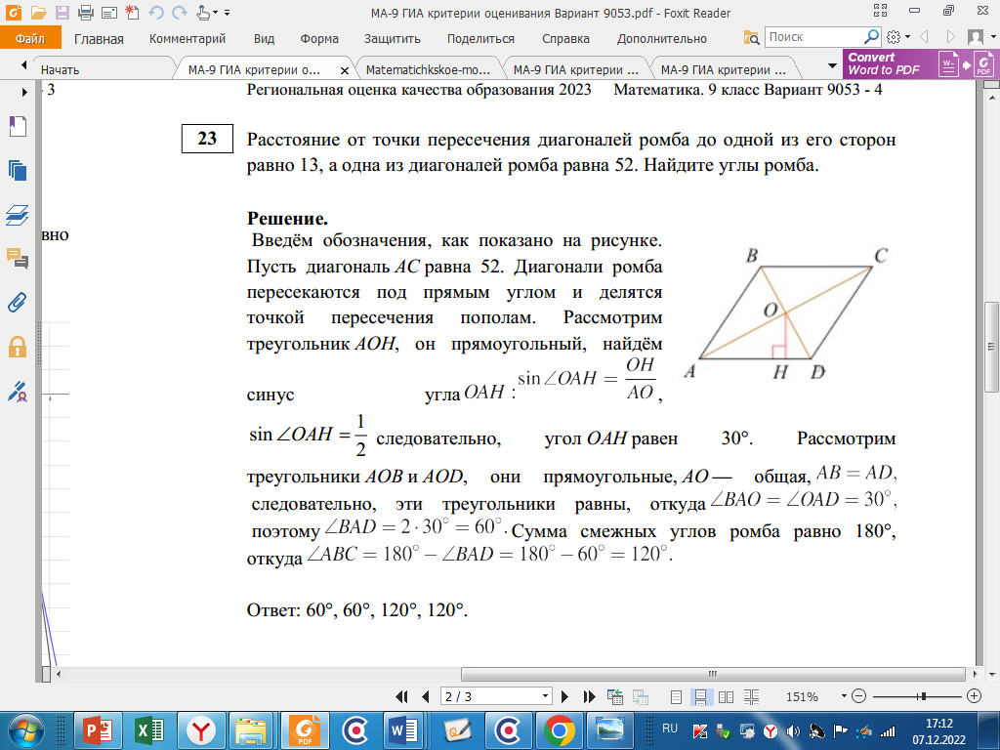 МА-9 ГИА критерии оценивания Вариант 9053.pdf - Foxit Reader
Файл Главная Комментарий Вид Форма Защитить Поделиться Справка Дополнительно Поиск
Начать МА-9 ГИА критерии о... × Matematichkskoe-mo... МА-9 ГИА критерии ... МА-9 ГИА критерии ...
Convert
Word to PDF
- 3 Региональная оценка качества образования 2023 Математика. 9 класс Вариант 9053 - 4
23 Расстояние от точки пересечения диагоналей ромба до одной из его сторон
равно 13, а одна из диагоналей ромба равна 52. Найдите углы ромба.
Решение.
вно
Введём обозначения, как показано на рисунке.
Пусть диагональ AC равна 52. Диагонали ромба
пересекаются под прямым углом и делятся
точкой пересечения пополам. Рассмотрим
треугольник AOH, он прямоугольный, найдём
синус угла OAH : sin ∠OAH = OH/AO ,
sin ∠OAH = 1/2 следовательно, угол OAH равен 30°. Рассмотрим
треугольники AOB и AOD, они прямоугольные, AO — общая, AB = AD,
следовательно, эти треугольники равны, откуда ∠BAO = ∠OAD = 30°,
поэтому ∠BAD = 2 · 30° = 60°. Сумма смежных углов ромба равно 180°,
откуда ∠ABC = 180° − ∠BAD = 180° − 60° = 120°.
Ответ: 60°, 60°, 120°, 120°.
B C
O
A H D
2 / 3 151%
RU 17:12
07.12.2022